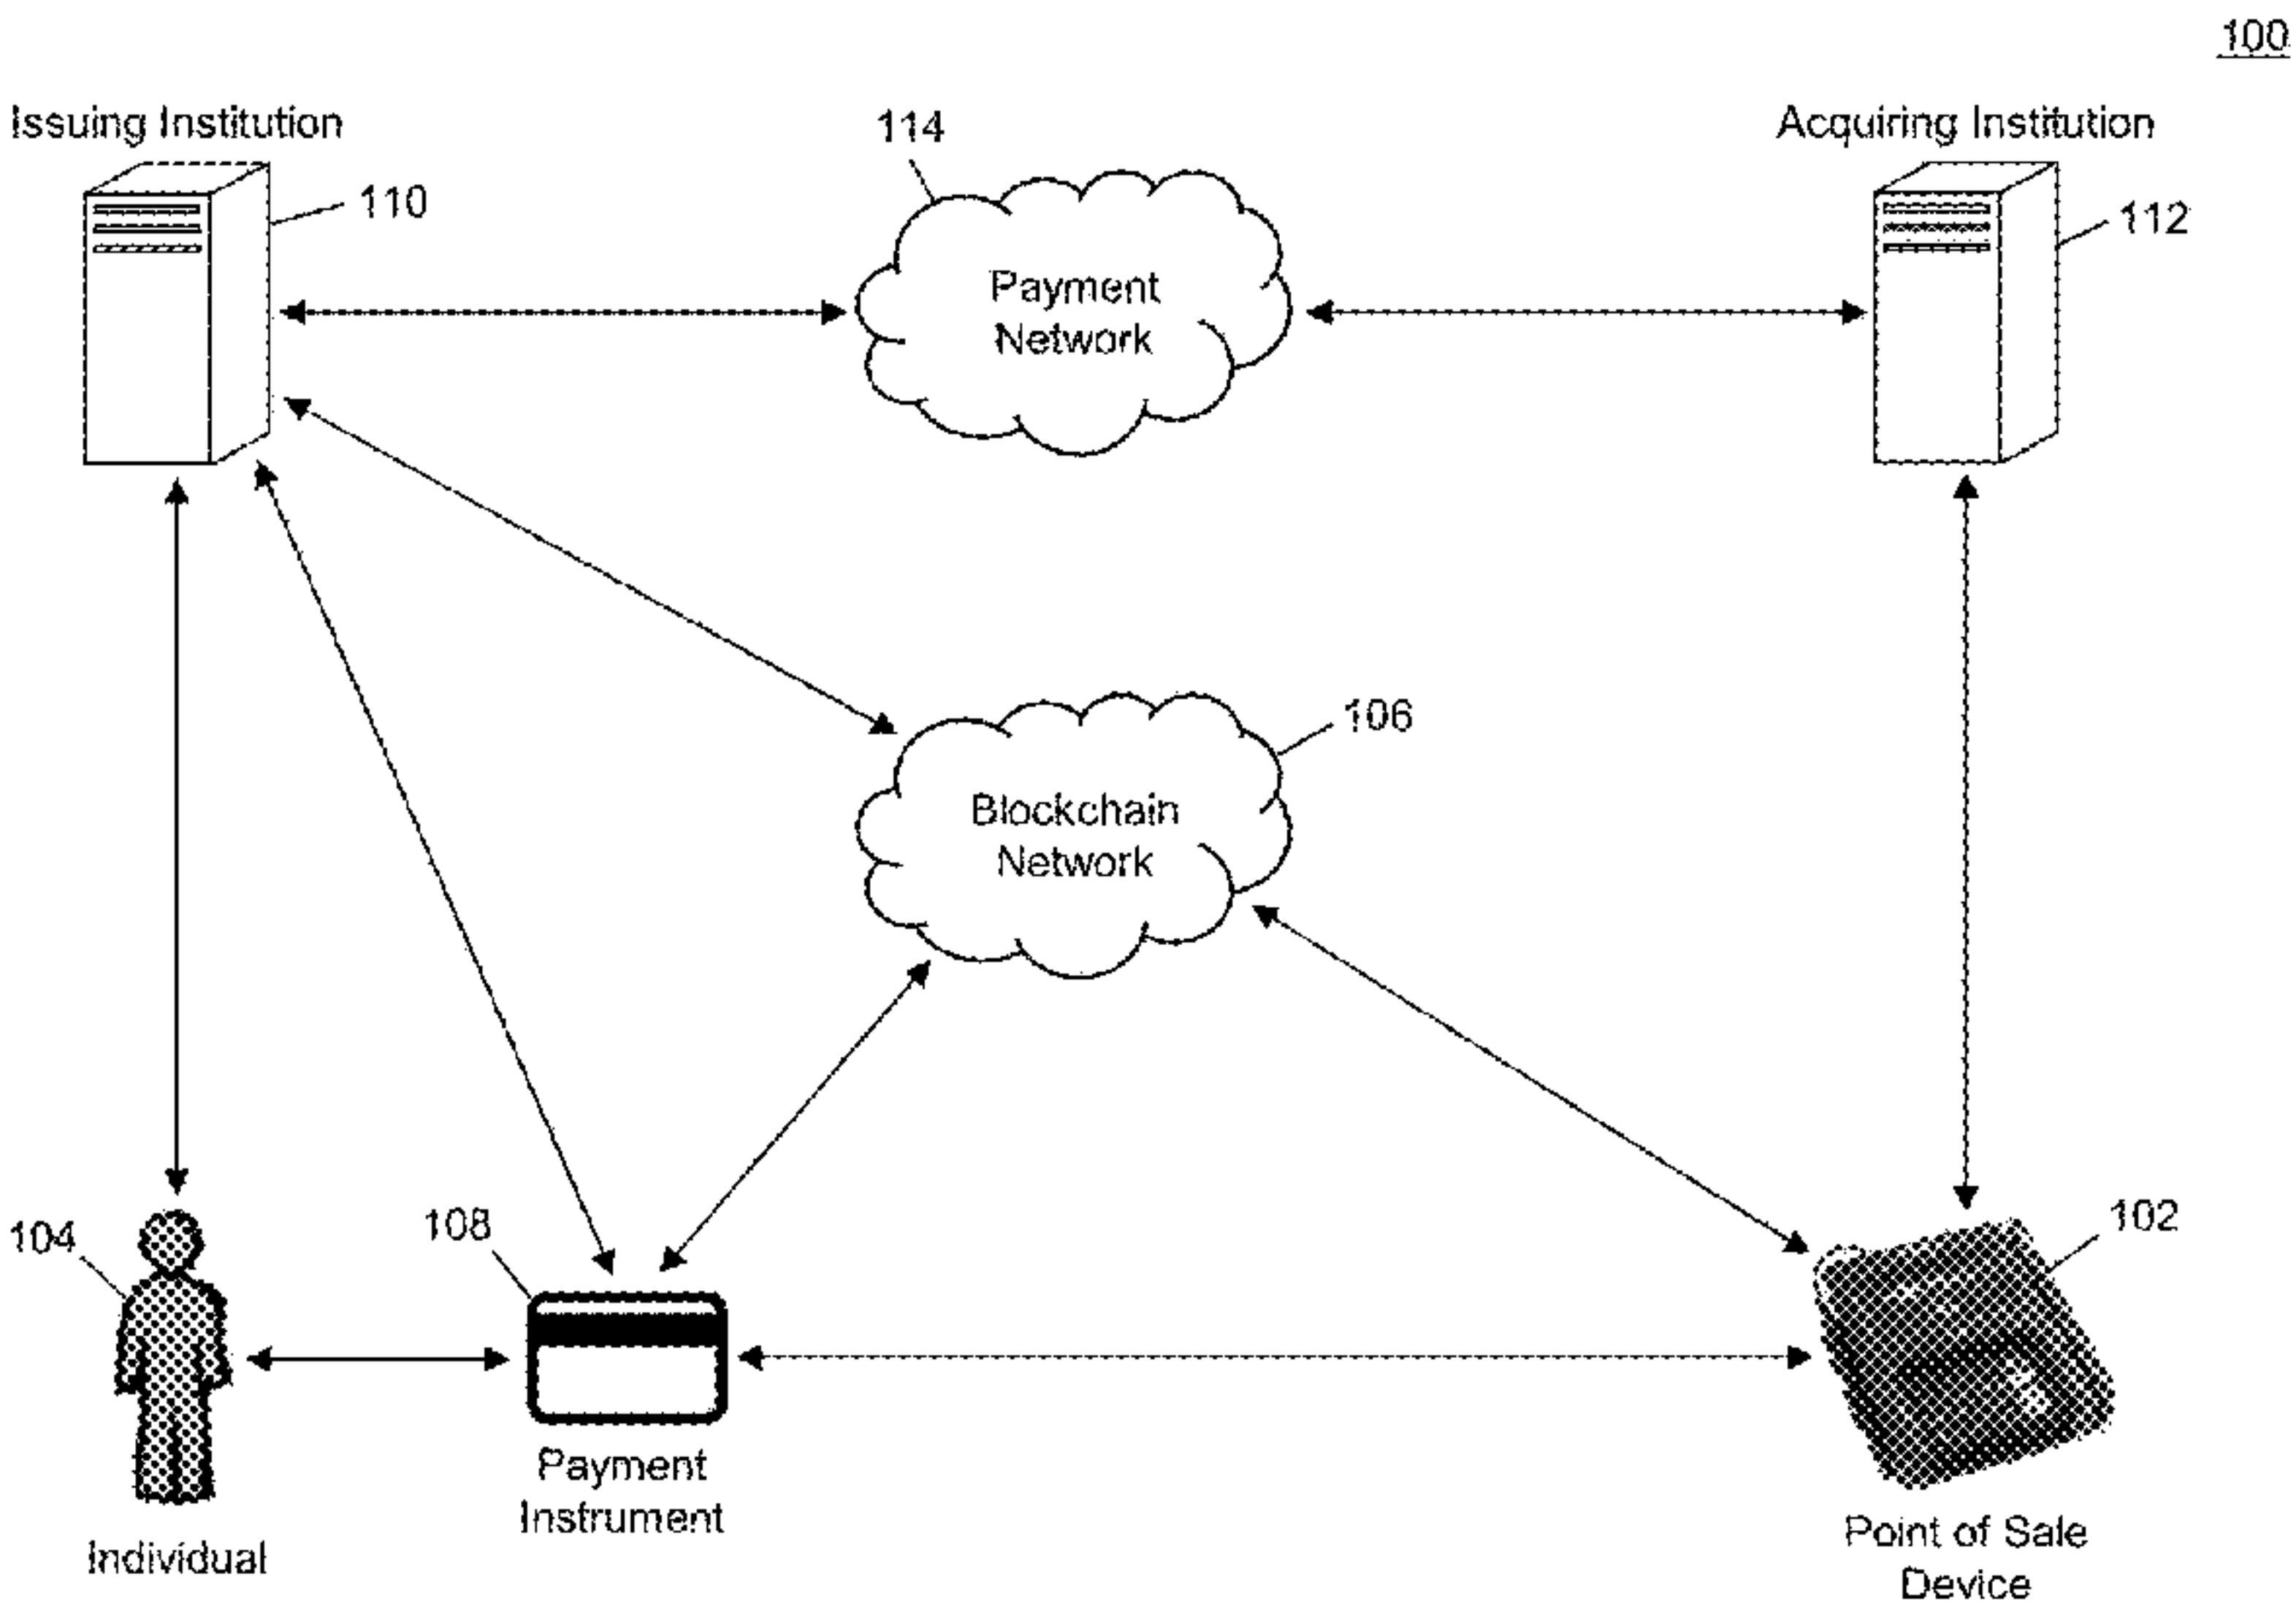 100
Issuing Institution
114
Acquiring Institution
110
112
Payment
Network
106
Blockchain
Network
104
108
102
Payment
Instrument
Individual
Point of Sale
Device